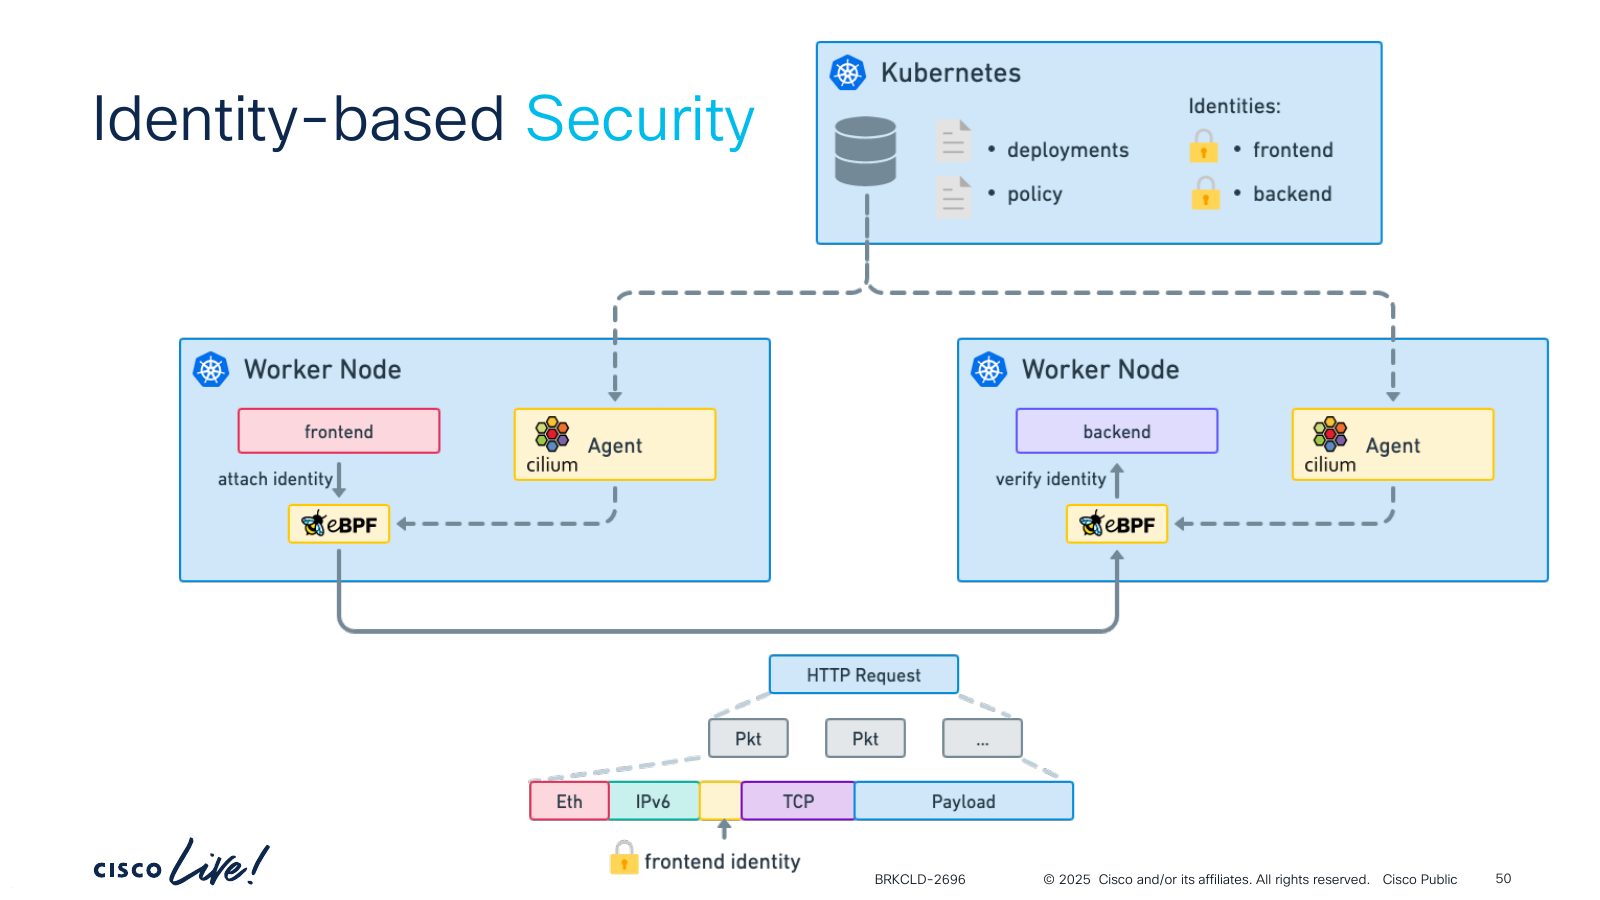 Identity-based Security
Kubernetes
Identities:
• deployments
• policy
• frontend
• backend
Worker Node
frontend
attach identity
eBPF
cilium
Agent
Worker Node
backend
verify identity
eBPF
cilium
Agent
HTTP Request
Pkt
Pkt
...
Eth
IPv6
TCP
Payload
frontend identity
CISCO Live!
BRKCLD-2696
© 2025 Cisco and/or its affiliates. All rights reserved. Cisco Public
50